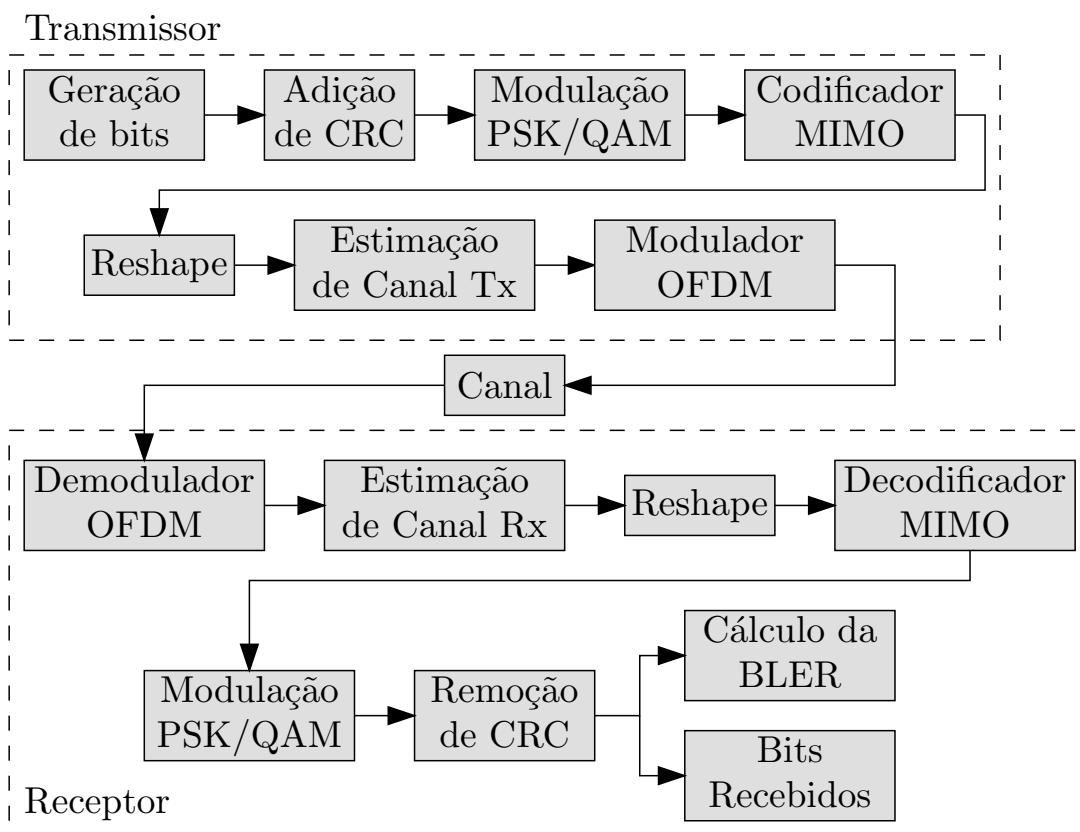 Transmissor
Geração
de bits
Adição
de CRC
Modulação
PSK/QAM
Codificador
MIMO
Reshape
Estimação
de Canal Tx
Modulador
OFDM
Canal
Demodulador
OFDM
Estimação
de Canal Rx
Reshape
Decodificador
MIMO
Modulação
PSK/QAM
Remoção
de CRC
Cálculo da
BLER
Bits
Recebidos
Receptor